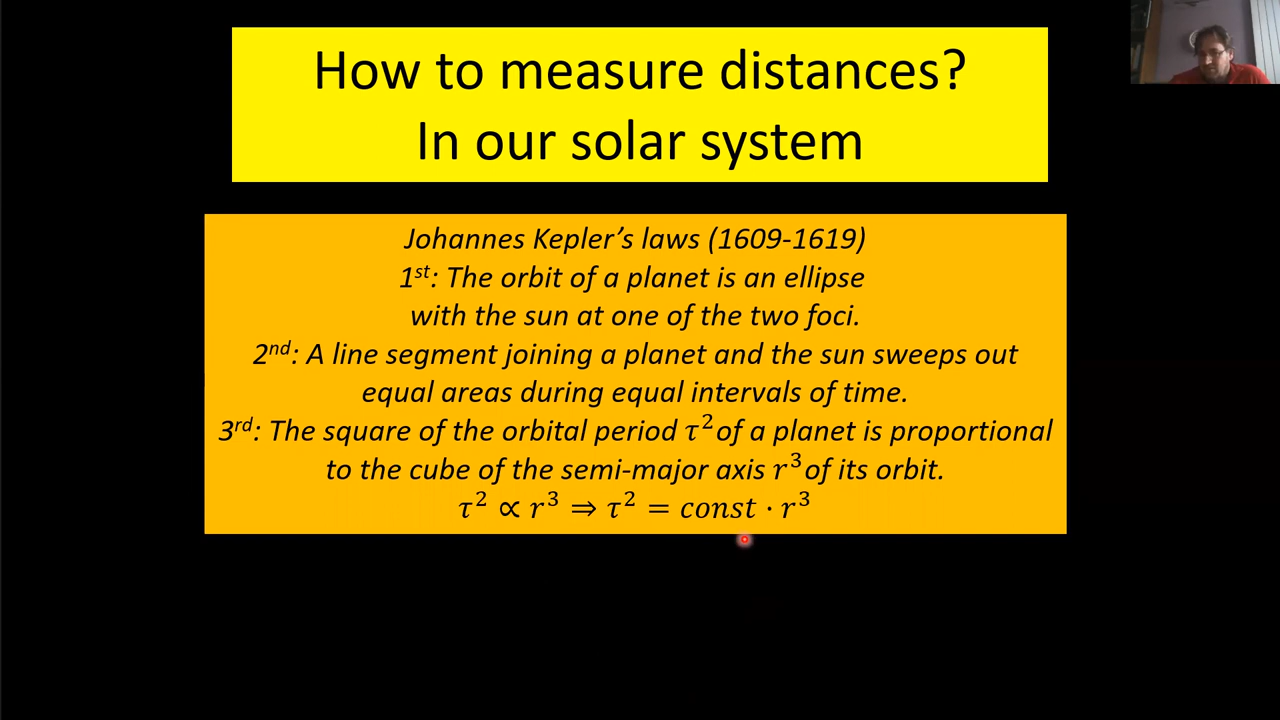 How to measure distances?
In our solar system
Johannes Kepler’s laws (1609-1619)
1st: The orbit of a planet is an ellipse
with the sun at one of the two foci.
2nd: A line segment joining a planet and the sun sweeps out
equal areas during equal intervals of time.
3rd: The square of the orbital period τ² of a planet is proportional
to the cube of the semi-major axis r³ of its orbit.
τ² ∝ r³ ⇒ τ² = const · r³